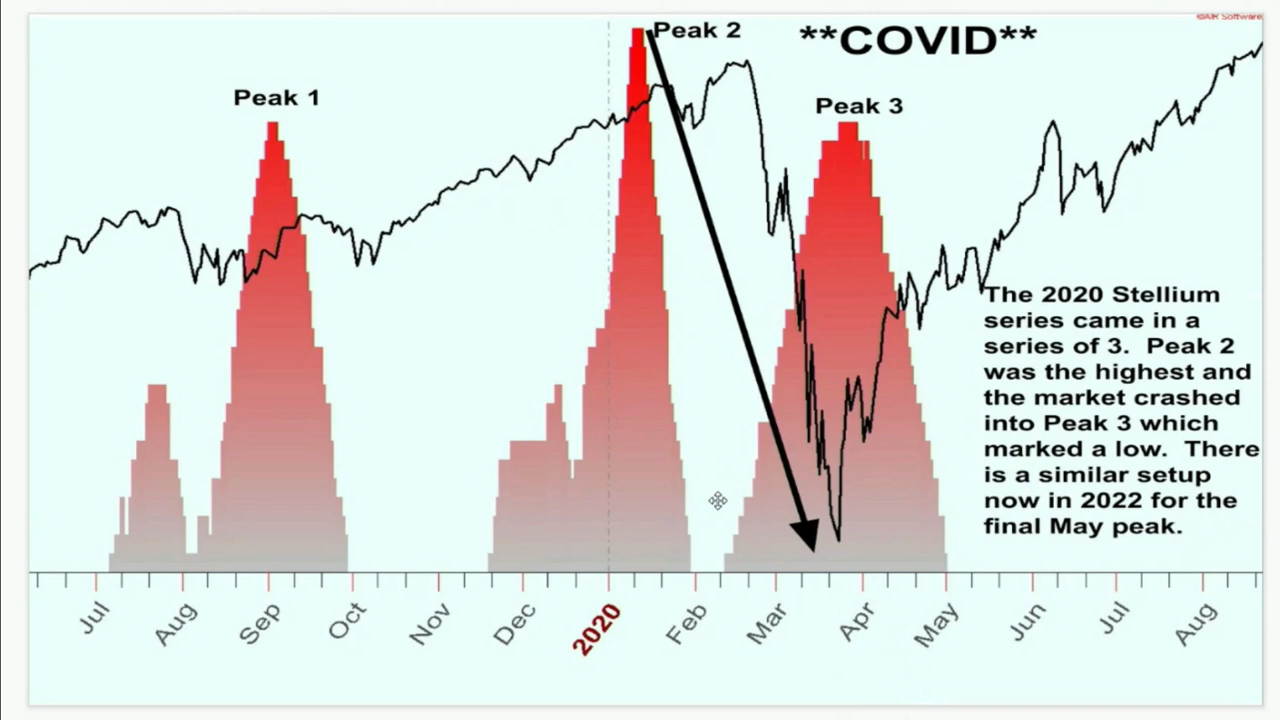 ©AIR Software
Peak 2
**COVID**
Peak 1
Peak 3
The 2020 Stellium
series came in a
series of 3.  Peak 2
was the highest and
the market crashed
into Peak 3 which
marked a low.  There
is a similar setup
now in 2022 for the
final May peak.
Jul Aug Sep Oct Nov Dec 2020 Feb Mar Apr May Jun Jul Aug